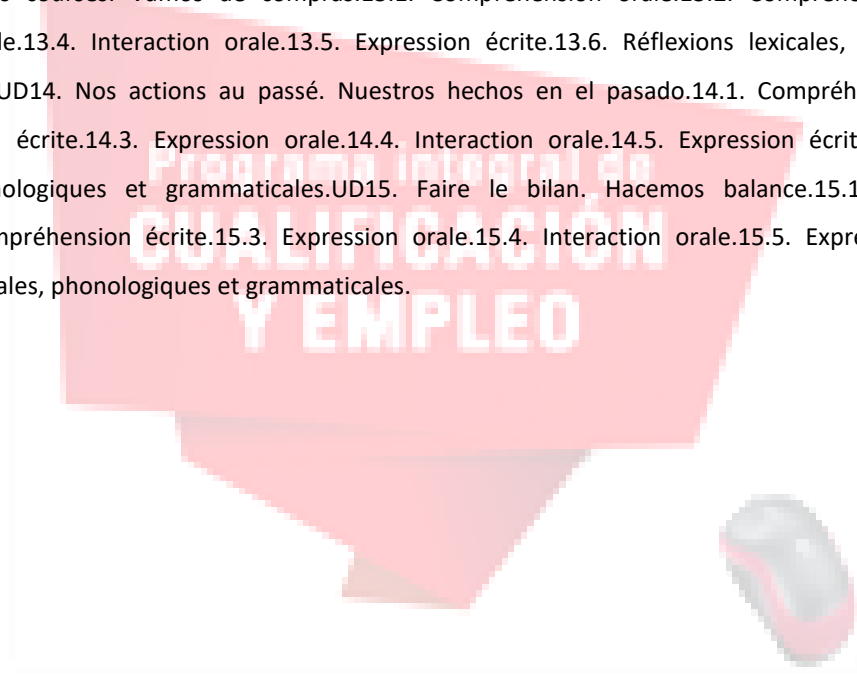 de.13.4. Interaction orale.13.5. Expression écrite.13.6. Réflexions lexicales,
UD14. Nos actions au passé. Nuestros hechos en el pasado.14.1. Compréh
écrite.14.3. Expression orale.14.4. Interaction orale.14.5. Expression écrit
Programa integral de
nologiques et grammaticales.UD15. Faire le bilan. Hacemos balance.15.1
CUALIFICACIÓN
mpréhension écrite.15.3. Expression orale.15.4. Interaction orale.15.5. Expre
ales, phonologiques et grammaticales.
Y EMPLEO